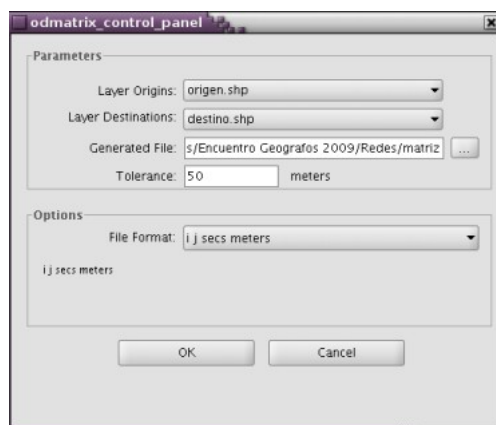 odmatrix_control_panel
Parameters
Layer Origins: origen.shp
Layer Destinations: destino.shp
Generated File: s/Encuentro Geografos 2009/Redes/matriz ...
Tolerance: 50 meters
Options
File Format: i j secs meters
i j secs meters
OK Cancel